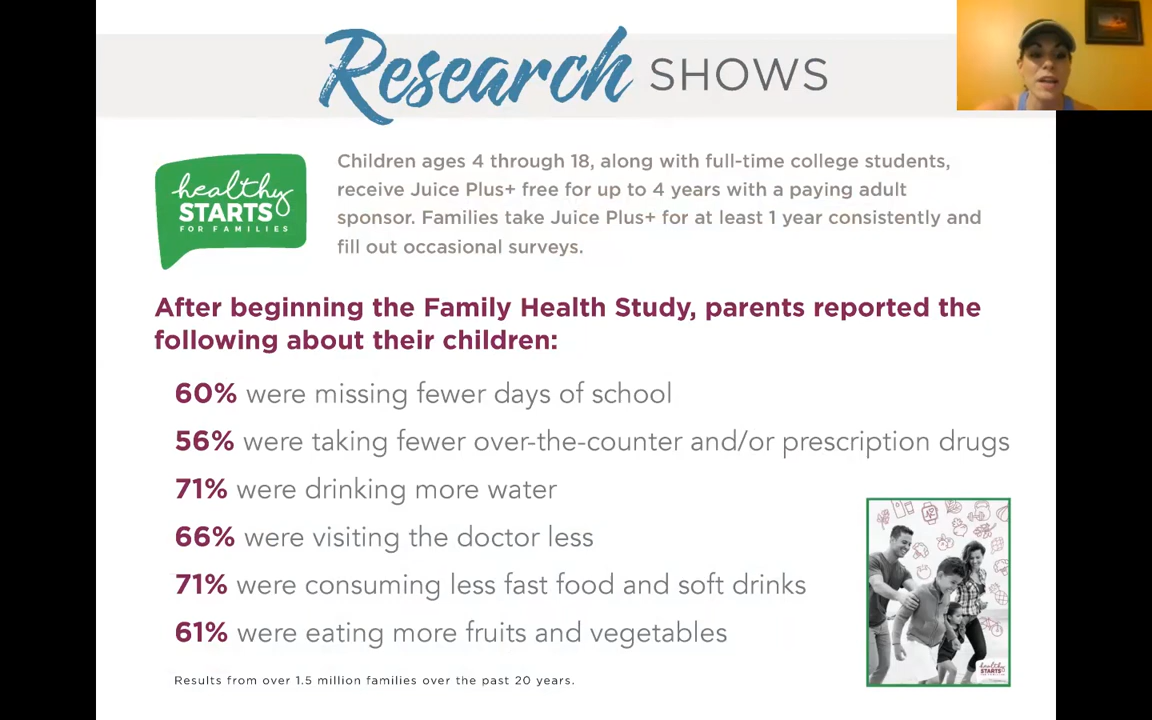 Research SHOWS
healthy
STARTS
FOR FAMILIES
Children ages 4 through 18, along with full-time college students,
receive Juice Plus+ free for up to 4 years with a paying adult
sponsor. Families take Juice Plus+ for at least 1 year consistently and
fill out occasional surveys.
After beginning the Family Health Study, parents reported the
following about their children:
60% were missing fewer days of school
56% were taking fewer over-the-counter and/or prescription drugs
71% were drinking more water
66% were visiting the doctor less
71% were consuming less fast food and soft drinks
61% were eating more fruits and vegetables
healthy
STARTS
Results from over 1.5 million families over the past 20 years.